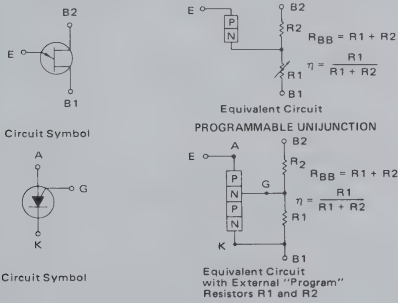 B2
E
B1
Circuit Symbol
E
P
N
B2
R2
R1
B1
RBB = R1 + R2
η = R1 / R1 + R2
Equivalent Circuit
PROGRAMMABLE UNIJUNCTION
A
G
K
Circuit Symbol
E
A
P
N
P
N
G
K
B2
R2
R1
B1
RBB = R1 + R2
η = R1 / R1 + R2
Equivalent Circuit
with External "Program"
Resistors R1 and R2